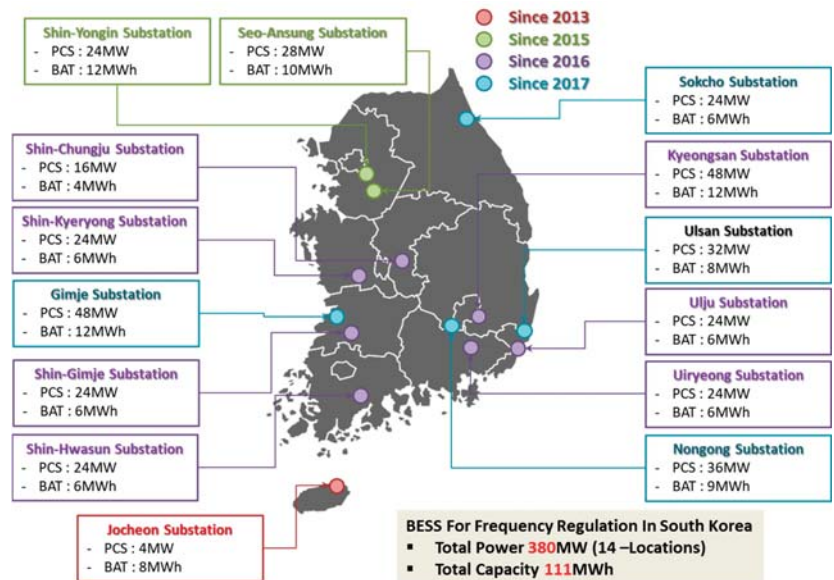 Shin-Yongin Substation
- PCS : 24MW
- BAT : 12MWh
Seo-Ansung Substation
- PCS : 28MW
- BAT : 10MWh
Since 2013
Since 2015
Since 2016
Since 2017
Sokcho Substation
- PCS : 24MW
- BAT : 6MWh
Shin-Chungju Substation
- PCS : 16MW
- BAT : 4MWh
Kyeongsan Substation
- PCS : 48MW
- BAT : 12MWh
Shin-Kyeryong Substation
- PCS : 24MW
- BAT : 6MWh
Ulsan Substation
- PCS : 32MW
- BAT : 8MWh
Gimje Substation
- PCS : 48MW
- BAT : 12MWh
Ulju Substation
- PCS : 24MW
- BAT : 6MWh
Shin-Gimje Substation
- PCS : 24MW
- BAT : 6MWh
Uiryeong Substation
- PCS : 24MW
- BAT : 6MWh
Shin-Hwasun Substation
- PCS : 24MW
- BAT : 6MWh
Nongong Substation
- PCS : 36MW
- BAT : 9MWh
Jocheon Substation
- PCS : 4MW
- BAT : 8MWh
BESS For Frequency Regulation In South Korea
▪ Total Power 380MW (14 –Locations)
▪ Total Capacity 111MWh